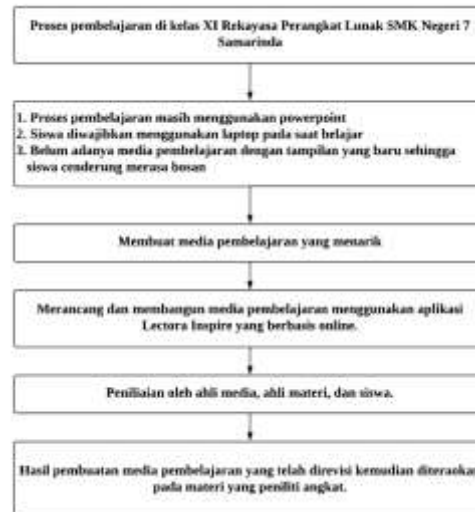 Proses pembelajaran di kelas XI Rekayasa Perangkat Lunak SMK Negeri 7
Samarinda
1. Proses pembelajaran masih menggunakan powerpoint
2. Siswa diwajibkan menggunakan laptop pada saat belajar
3. Belum adanya media pembelajaran dengan tampilan yang baru sehingga
siswa cenderung merasa bosan
Membuat media pembelajaran yang menarik
Merancang dan membangun media pembelajaran menggunakan aplikasi
Lectora Inspire yang berbasis online.
Peniliaian oleh ahli media, ahli materi, dan siswa.
Hasil pembuatan media pembelajaran yang telah direvisi kemudian diteraokan
pada materi yang peniliti angkat.